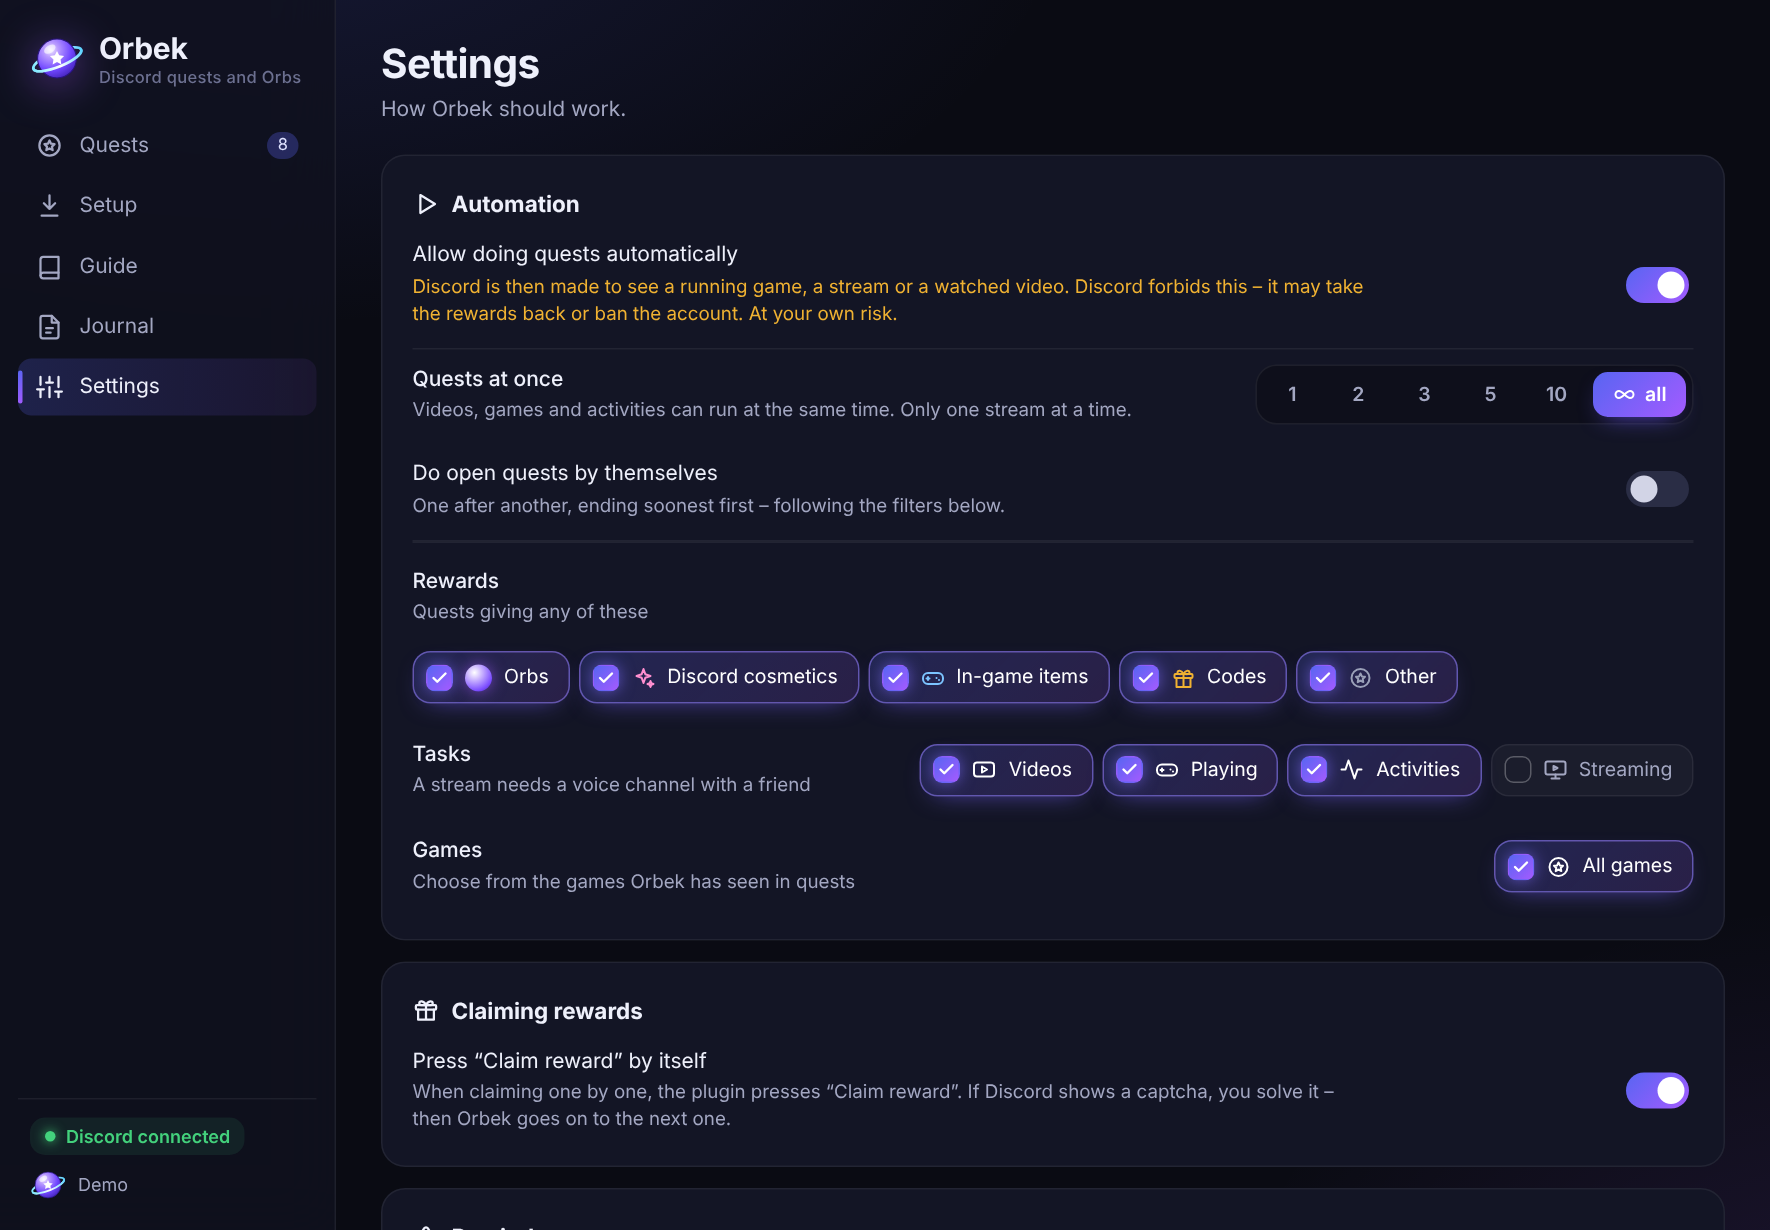 Orbek
Discord quests and Orbs
Quests 8
Setup
Guide
Journal
Settings
Discord connected
Demo
Settings
How Orbek should work.
Automation
Allow doing quests automatically
Discord is then made to see a running game, a stream or a watched video. Discord forbids this – it may take
the rewards back or ban the account. At your own risk.
Quests at once
Videos, games and activities can run at the same time. Only one stream at a time.
1 2 3 5 10 ∞ all
Do open quests by themselves
One after another, ending soonest first – following the filters below.
Rewards
Quests giving any of these
Orbs Discord cosmetics In-game items Codes Other
Tasks
A stream needs a voice channel with a friend
Videos Playing Activities Streaming
Games
Choose from the games Orbek has seen in quests
All games
Claiming rewards
Press “Claim reward” by itself
When claiming one by one, the plugin presses “Claim reward”. If Discord shows a captcha, you solve it –
then Orbek goes on to the next one.